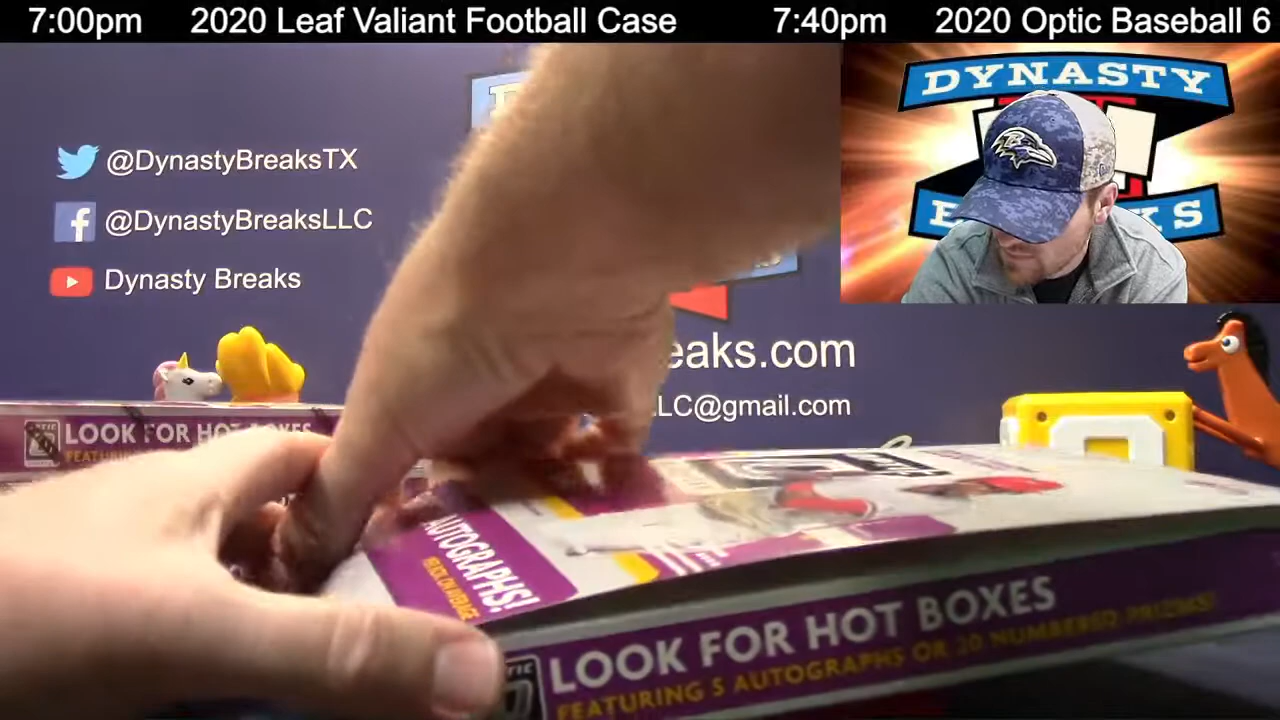 7:00pm 2020 Leaf Valiant Football Case 7:40pm 2020 Optic Baseball 6
DYNASTY
@DynastyBreaksTX
@DynastyBreaksLLC
Dynasty Breaks
eaks.com
LC@gmail.com
LOOK FOR HOT BOXES
AUTOGRAPHS!
LOOK FOR HOT BOXES
FEATURING 5 AUTOGRAPHS OR 20 NUMBERED PRIZMS!